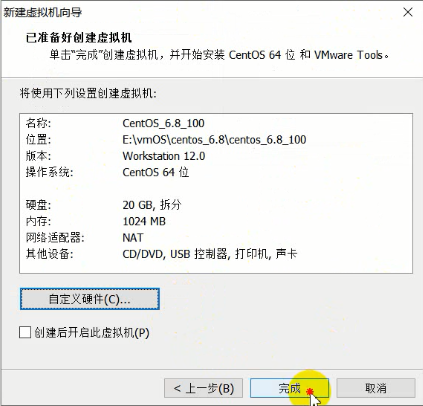 新建虚拟机向导
已准备好创建虚拟机
单击“完成”创建虚拟机，并开始安装 CentOS 64 位 和 VMware Tools。
将使用下列设置创建虚拟机:
名称: CentOS_6.8_100
位置: E:\vmOS\centos_6.8\centos_6.8_100
版本: Workstation 12.0
操作系统: CentOS 64 位
硬盘: 20 GB, 拆分
内存: 1024 MB
网络适配器: NAT
其他设备: CD/DVD, USB 控制器, 打印机, 声卡
自定义硬件(C)...
创建后开启此虚拟机(P)
< 上一步(B) 完成 取消